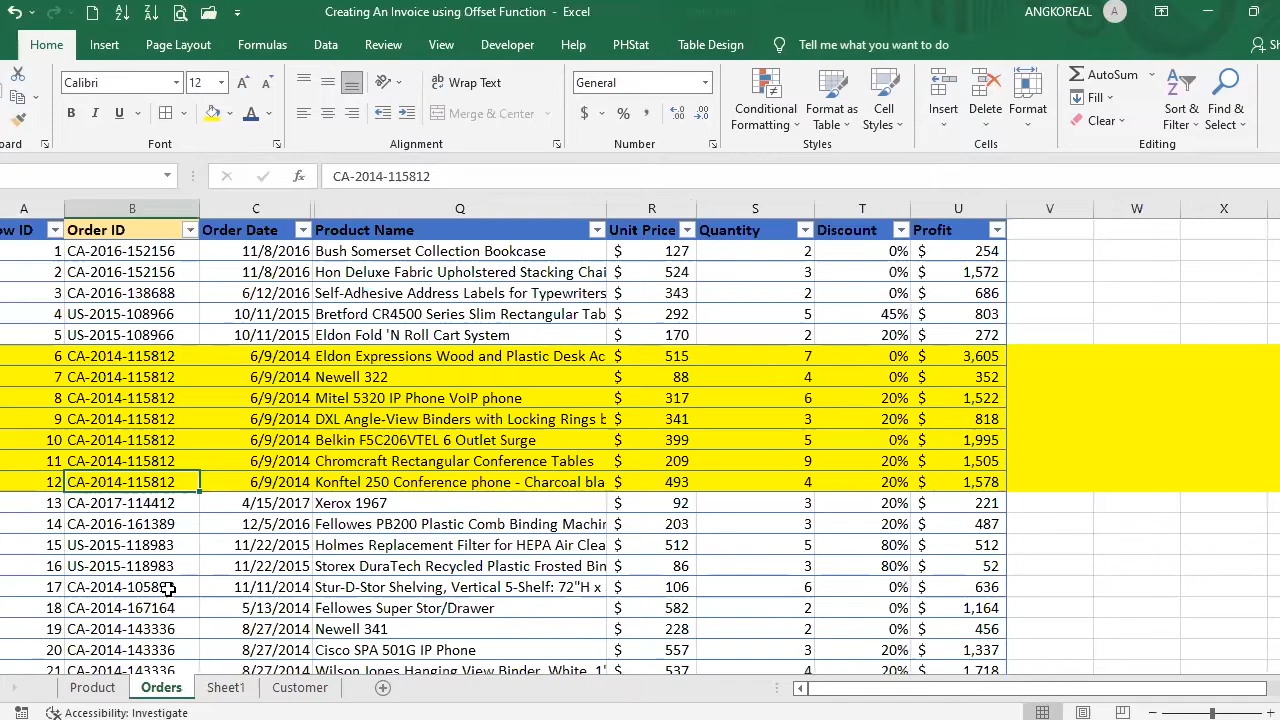 Creating An Invoice using Offset Function - Excel
ANGKOREAL A
Home Insert Page Layout Formulas Data Review View Developer Help PHStat Table Design Tell me what you want to do Sh
Calibri 12 Wrap Text General AutoSum
B I U Merge & Center $ % , Conditional Formatting Format as Table Cell Styles Insert Delete Format Fill Clear Sort & Filter Find & Select
oard Font Alignment Number Styles Cells Editing
fx CA-2014-115812
A B C Q R S T U V W X
ow ID Order ID Order Date Product Name Unit Price Quantity Discount Profit
1 CA-2016-152156 11/8/2016 Bush Somerset Collection Bookcase $ 127 2 0% $ 254
2 CA-2016-152156 11/8/2016 Hon Deluxe Fabric Upholstered Stacking Chai $ 524 3 0% $ 1,572
3 CA-2016-138688 6/12/2016 Self-Adhesive Address Labels for Typewriters $ 343 2 0% $ 686
4 US-2015-108966 10/11/2015 Bretford CR4500 Series Slim Rectangular Tab $ 292 5 45% $ 803
5 US-2015-108966 10/11/2015 Eldon Fold 'N Roll Cart System $ 170 2 20% $ 272
6 CA-2014-115812 6/9/2014 Eldon Expressions Wood and Plastic Desk Ac $ 515 7 0% $ 3,605
7 CA-2014-115812 6/9/2014 Newell 322 $ 88 4 0% $ 352
8 CA-2014-115812 6/9/2014 Mitel 5320 IP Phone VoIP phone $ 317 6 20% $ 1,522
9 CA-2014-115812 6/9/2014 DXL Angle-View Binders with Locking Rings b $ 341 3 20% $ 818
10 CA-2014-115812 6/9/2014 Belkin F5C206VTEL 6 Outlet Surge $ 399 5 0% $ 1,995
11 CA-2014-115812 6/9/2014 Chromcraft Rectangular Conference Tables $ 209 9 20% $ 1,505
12 CA-2014-115812 6/9/2014 Konftel 250 Conference phone - Charcoal bla $ 493 4 20% $ 1,578
13 CA-2017-114412 4/15/2017 Xerox 1967 $ 92 3 20% $ 221
14 CA-2016-161389 12/5/2016 Fellowes PB200 Plastic Comb Binding Machin $ 203 3 20% $ 487
15 US-2015-118983 11/22/2015 Holmes Replacement Filter for HEPA Air Clea $ 512 5 80% $ 512
16 US-2015-118983 11/22/2015 Storex DuraTech Recycled Plastic Frosted Bin $ 86 3 80% $ 52
17 11/11/2014 Stur-D-Stor Shelving, Vertical 5-Shelf: 72"H x $ 106 6 0% $ 636
18 CA-2014-167164 5/13/2014 Fellowes Super Stor/Drawer $ 582 2 0% $ 1,164
19 CA-2014-143336 8/27/2014 Newell 341 $ 228 2 0% $ 456
20 CA-2014-143336 8/27/2014 Cisco SPA 501G IP Phone $ 557 3 20% $ 1,337
21 CA-2014-143336 8/27/2014 Wilson Jones Hanging View Binder, White, 1" $ 537 4 20% $ 1,718
Product Orders Sheet1 Customer
Accessibility: Investigate